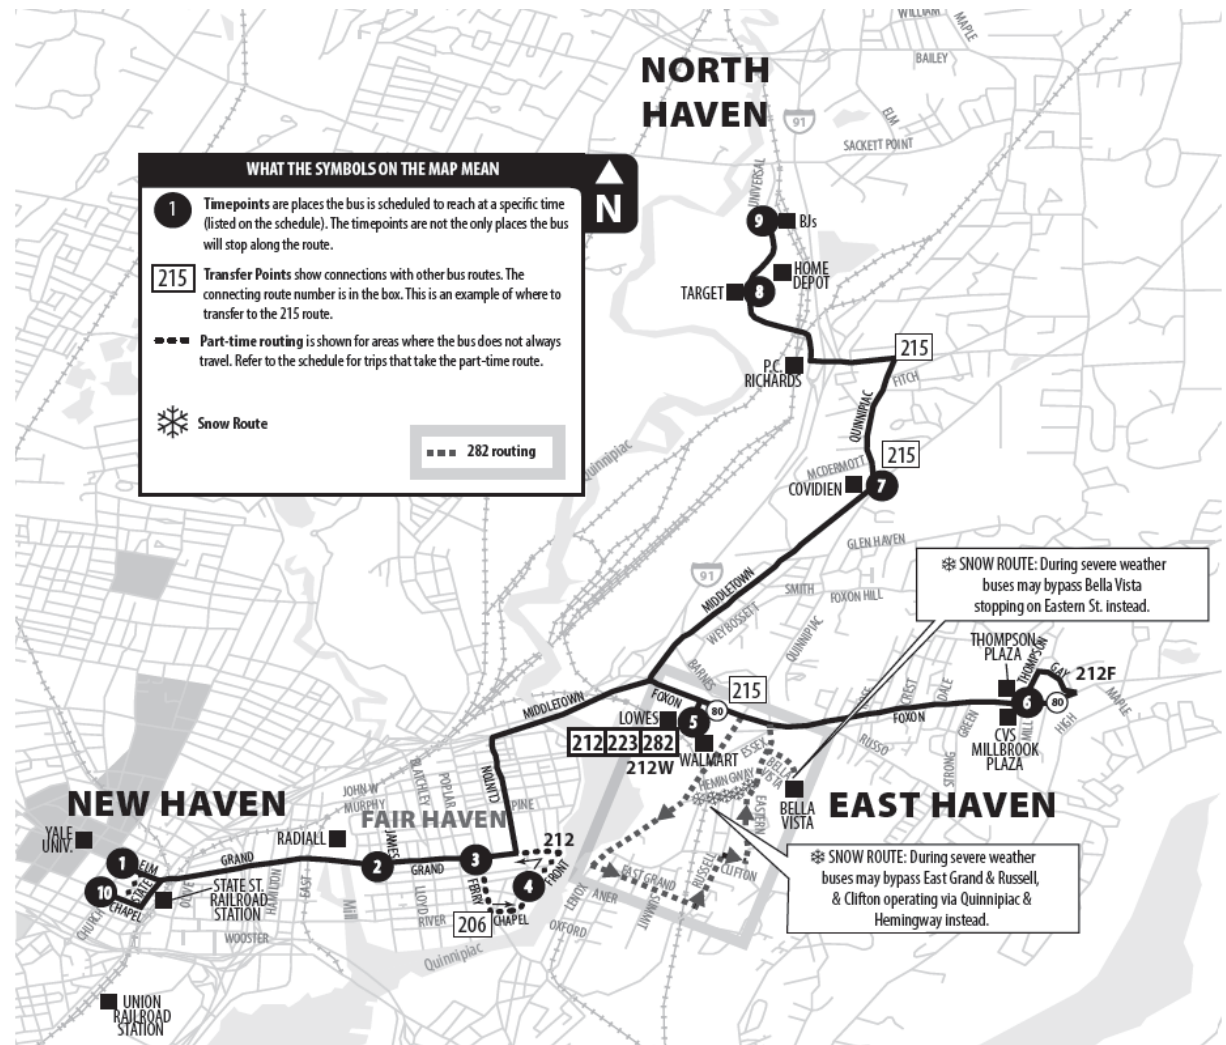 WILLIAM
MAPLE
BAILEY
NORTH
HAVEN
91
ELM
SACKETT POINT
UNIVERSAL
WHAT THE SYMBOLS ON THE MAP MEAN
N
1
Timepoints are places the bus is scheduled to reach at a specific time
(listed on the schedule). The timepoints are not the only places the bus
will stop along the route.
215
Transfer Points show connections with other bus routes. The
connecting route number is in the box. This is an example of where to
transfer to the 215 route.
Part-time routing is shown for areas where the bus does not always
travel. Refer to the schedule for trips that take the part-time route.
Snow Route
282 routing
9
BJs
HOME
DEPOT
TARGET
8
215
P.C.
RICHARDS
FITCH
QUINNIPIAC
215
MCDERMOTT
COVIDIEN
7
Quinnipiac
GLEN HAVEN
91
MIDDLETOWN
SMITH
FOXON HILL
WEYBOSSETT
QUINNIPIAC
SNOW ROUTE: During severe weather
buses may bypass Bella Vista
stopping on Eastern St. instead.
THOMPSON
PLAZA
THOMPSON
GAY
212F
MAPLE
6
80
HIGH
MILL
CVS
MILLBROOK
PLAZA
BARNES
215
FOXON
80
MIDDLETOWN
LOWES
5
212
223
282
212W
WALMART
CREST
DALE
FOXON
GREEN
RUSSO
STRONG
ESSEX
BELLA
VISTA
HEMINGWAY
EASTERN
BELLA
VISTA
EAST HAVEN
NEW HAVEN
JOHN W
MURPHY
BLATCHLEY
POPLAR
CLINTON
PINE
FAIR HAVEN
YALE
UNIV.
RADIALL
JAMES
212
1
ELM
GRAND
2
GRAND
3
FERRY
4
FRONT
10
STATE
CHAPEL
CHURCH
STATE ST.
RAILROAD
STATION
OLIVE
HAMILTON
EAST
Mill
WOOSTER
LLOYD
RIVER
206
CHAPEL
Quinnipiac
LENOX
OXFORD
ANER
EAST GRAND
SUMMIT
RUSSELL
CLIFTON
SNOW ROUTE: During severe weather
buses may bypass East Grand & Russell,
& Clifton operating via Quinnipiac &
Hemingway instead.
UNION
RAILROAD
STATION